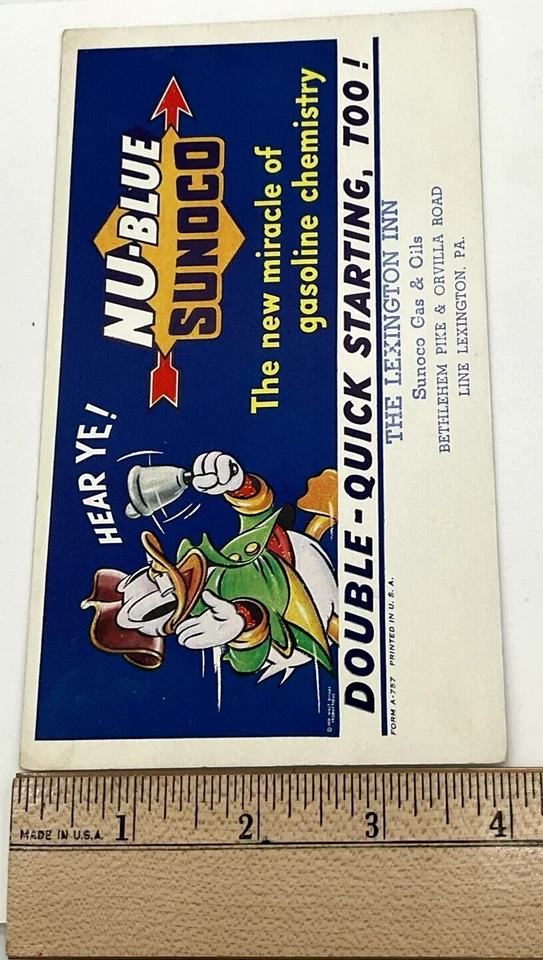 HEAR YE!
NU-BLUE
SUNOCO
The new miracle of
gasoline chemistry
DOUBLE-QUICK STARTING, TOO!
FORM A-757 PRINTED IN U.S.A.
THE LEXINGTON INN
Sunoco Gas & Oils
BETHLEHEM PIKE & ORVILLA ROAD
LINE LEXINGTON, PA.
MADE IN U.S.A.
1 2 3 4